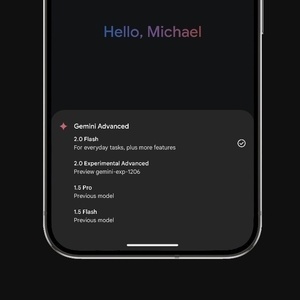 Hello, Michael
Gemini Advanced
2.0 Flash
For everyday tasks, plus more features
2.0 Experimental Advanced
Preview gemini-exp-1206
1.5 Pro
Previous model
1.5 Flash
Previous model